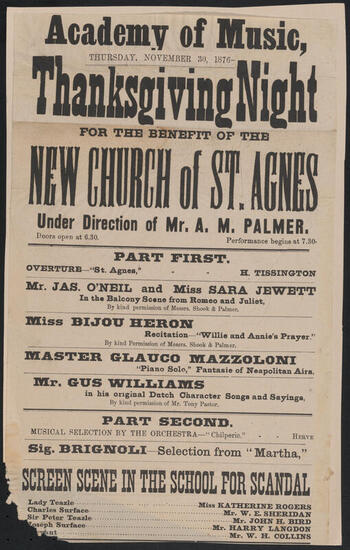 Academy of Music,
THURSDAY, NOVEMBER 30, 1876-
Thanksgiving Night
FOR THE BENEFIT OF THE
NEW CHURCH of ST. AGNES
Under Direction of Mr. A. M. PALMER.
Doors open at 6.30. Performance begins at 7.30.
PART FIRST.
OVERTURE—"St. Agnes," - - H. TISSINGTON
Mr. JAS. O'NEIL and Miss SARA JEWETT
In the Balcony Scene from Romeo and Juliet,
By kind permission of Messrs. Shook & Palmer.
Miss BIJOU HERON
Recitation—"Willie and Annie's Prayer."
By kind Permission of Messrs. Shook & Palmer.
MASTER GLAUCO MAZZOLONI
"Piano Solo," Fantasie of Neapolitan Airs.
Mr. GUS WILLIAMS
in his original Dutch Character Songs and Sayings,
By kind permission of Mr. Tony Pastor.
PART SECOND.
MUSICAL SELECTION BY THE ORCHESTRA—"Chilperic." - - HERVE
Sig. BRIGNOLI—Selection from "Martha,"
SCREEN SCENE IN THE SCHOOL FOR SCANDAL
Lady Teazle Miss KATHERINE ROGERS
Charles Surface Mr. W. E. SHERIDAN
Sir Peter Teazle Mr. JOHN H. BIRD
Joseph Surface Mr. HARRY LANGDON
Mr. W. H. COLLINS